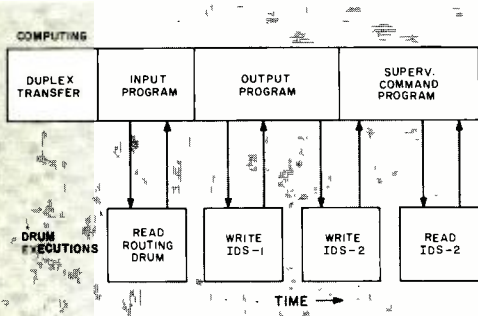 COMPUTING
DUPLEX
TRANSFER
INPUT
PROGRAM
OUTPUT
PROGRAM
SUPERV.
COMMAND
PROGRAM
DRUM
EXECUTIONS
READ
ROUTING
DRUM
WRITE
IDS-1
WRITE
IDS-2
READ
IDS-2
TIME →